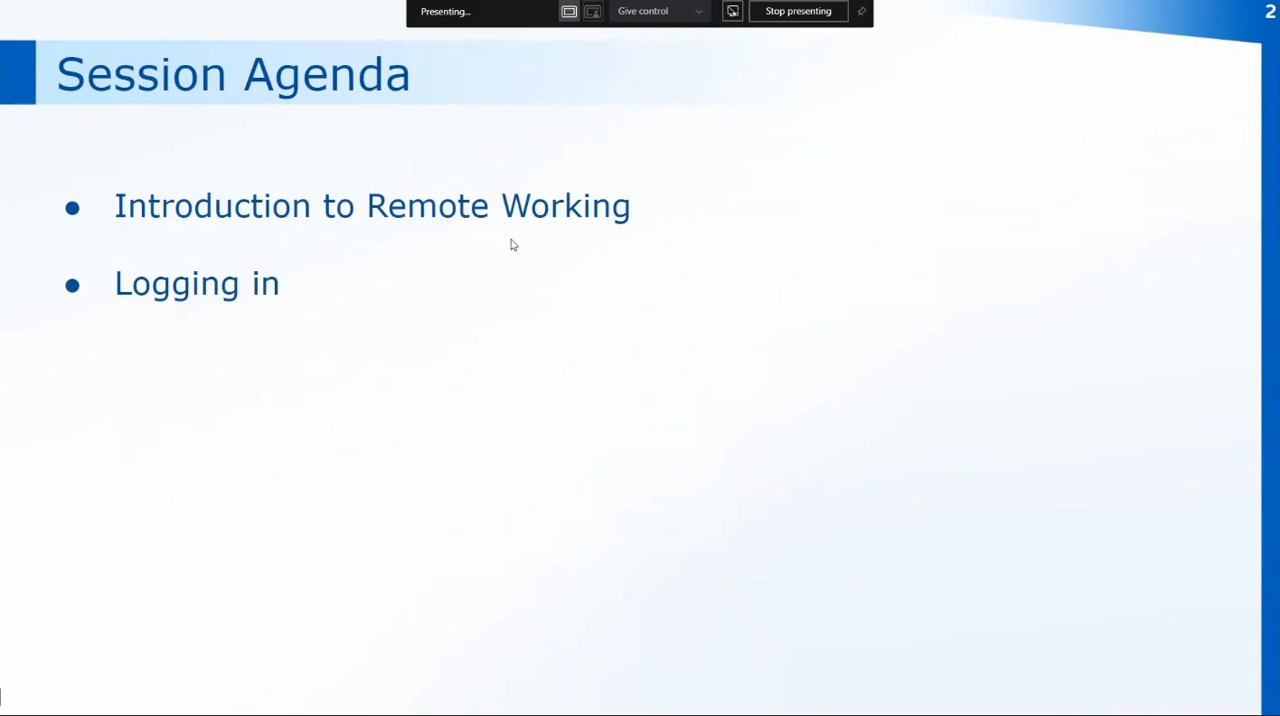 Presenting...
Give control
Stop presenting
2
Session Agenda
● Introduction to Remote Working
● Logging in